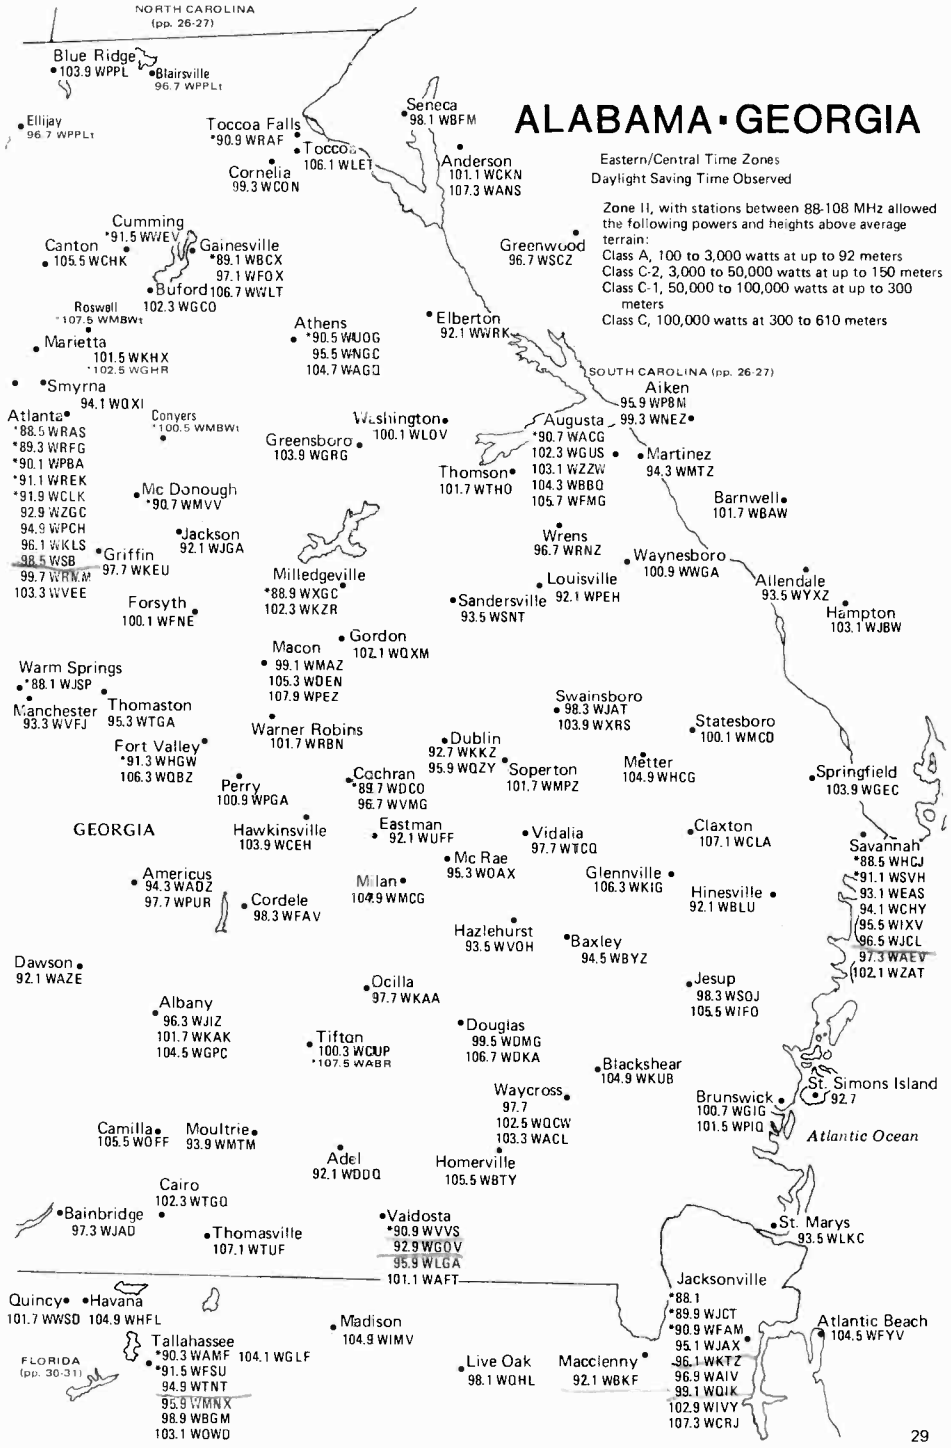 NORTH CAROLINA
(pp. 26-27)
Blue Ridge
103.9 WPPL
Blairsville
96.7 WPPLt
Ellijay
96.7 WPPLt
Toccoa Falls
*90.9 WRAF
Toccoa
106.1 WLET
Cornelia
99.3 WCON
Seneca
98.1 WBFM
Anderson
101.1 WCKN
107.3 WANS
ALABAMA▪GEORGIA
Eastern/Central Time Zones
Daylight Saving Time Observed
Zone II, with stations between 88-108 MHz allowed
the following powers and heights above average
terrain:
Class A, 100 to 3,000 watts at up to 92 meters
Class C-2, 3,000 to 50,000 watts at up to 150 meters
Class C-1, 50,000 to 100,000 watts at up to 300
meters
Class C, 100,000 watts at 300 to 610 meters
Cumming
*91.5 WWEV
Canton
105.5 WCHK
Gainesville
*89.1 WBCX
97.1 WFOX
106.7 WWLT
Buford
102.3 WGCO
Greenwood
96.7 WSCZ
Roswell
*107.5 WMBWt
Marietta
101.5 WKHX
*102.5 WGHR
Athens
*90.5 WUOG
95.5 WNGC
104.7 WAGQ
Elberton
92.1 WWRK
SOUTH CAROLINA (pp. 26-27)
Smyrna
94.1 WQXI
Aiken
95.9 WPBM
99.3 WNEZ
Atlanta
*88.5 WRAS
*89.3 WRFG
*90.1 WPBA
*91.1 WREK
*91.9 WCLK
92.9 WZGC
94.9 WPCH
96.1 WKLS
98.5 WSB
99.7 WRMM
103.3 WVEE
Conyers
*100.5 WMBWt
Greensboro
103.9 WGRG
Washington
100.1 WLOV
Augusta
*90.7 WACG
102.3 WGUS
103.1 WZZW
104.3 WBBQ
105.7 WFMG
Martinez
94.3 WMTZ
Thomson
101.7 WTHO
Barnwell
101.7 WBAW
Mc Donough
*90.7 WMVV
Jackson
92.1 WJGA
Griffin
97.7 WKEU
Wrens
96.7 WRNZ
Waynesboro
100.9 WWGA
Milledgeville
*88.9 WXGC
102.3 WKZR
Louisville
92.1 WPEH
Sandersville
93.5 WSNT
Allendale
93.5 WYXZ
Hampton
103.1 WJBW
Forsyth
100.1 WFNE
Gordon
107.1 WQXM
Macon
99.1 WMAZ
105.3 WDEN
107.9 WPEZ
Warm Springs
*88.1 WJSP
Manchester
93.3 WVFJ
Thomaston
95.3 WTGA
Swainsboro
98.3 WJAT
103.9 WXRS
Statesboro
100.1 WMCD
Warner Robins
101.7 WRBN
Fort Valley
*91.3 WHGW
106.3 WQBZ
Dublin
92.7 WKKZ
95.9 WQZY
Soperton
101.7 WMPZ
Metter
104.9 WHCG
Springfield
103.9 WGEC
Perry
100.9 WPGA
Cochran
*89.7 WDCO
96.7 WVMG
GEORGIA
Hawkinsville
103.9 WCEH
Eastman
92.1 WUFF
Vidalia
97.7 WTCQ
Claxton
107.1 WCLA
Savannah
*88.5 WHCJ
*91.1 WSVH
93.1 WEAS
94.1 WCHY
95.5 WIXV
96.5 WJCL
97.3 WAEV
102.1 WZAT
Mc Rae
95.3 WOAX
Americus
94.3 WADZ
97.7 WPUR
Cordele
98.3 WFAV
Milan
104.9 WMCG
Glennville
106.3 WKIG
Hinesville
92.1 WBLU
Hazlehurst
93.5 WVOH
Baxley
94.5 WBYZ
Dawson
92.1 WAZE
Ocilla
97.7 WKAA
Jesup
98.3 WSOJ
105.5 WIFO
Albany
96.3 WJIZ
101.7 WKAK
104.5 WGPC
Tifton
100.3 WCUP
*107.5 WABR
Douglas
99.5 WDMG
106.7 WDKA
Blackshear
104.9 WKUB
St. Simons Island
92.7
Waycross
97.7
102.5 WQCW
103.3 WACL
Brunswick
100.7 WGIG
101.5 WPIQ
Atlantic Ocean
Camilla
105.5 WOFF
Moultrie
93.9 WMTM
Adel
92.1 WDDQ
Homerville
105.5 WBTY
Cairo
102.3 WTGQ
Bainbridge
97.3 WJAD
Thomasville
107.1 WTUF
Valdosta
*90.9 WVVS
92.9 WGOV
95.9 WLGA
101.1 WAFT
St. Marys
93.5 WLKC
Quincy
101.7 WWSD
Havana
104.9 WHFL
Jacksonville
*88.1
*89.9 WJCT
*90.9 WFAM
95.1 WJAX
96.1 WKTZ
96.9 WAIV
99.1 WQIK
102.9 WIVY
107.3 WCRJ
Madison
104.9 WIMV
Atlantic Beach
104.5 WFYV
Tallahassee
*90.3 WAMF 104.1 WGLF
*91.5 WFSU
94.9 WTNT
95.9 WMNX
98.9 WBGM
103.1 WOWD
FLORIDA
(pp. 30-31)
Live Oak
98.1 WQHL
Macclenny
92.1 WBKF
29